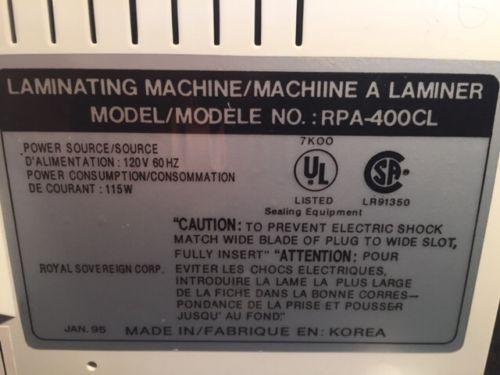 LAMINATING MACHINE/MACHIINE A LAMINER
MODEL/MODÈLE NO.:RPA-400CL
POWER SOURCE/SOURCE
D'ALIMENTATION: 120V 60HZ
POWER CONSUMPTION/CONSOMMATION
DE COURANT: 115W
7K00
UL
LISTED
Sealing Equipment
SA
LR91350
"CAUTION: TO PREVENT ELECTRIC SHOCK
MATCH WIDE BLADE OF PLUG TO WIDE SLOT,
FULLY INSERT" "ATTENTION: POUR
ROYAL SOVEREIGN CORP.
EVITER LES CHOCS ELECTRIQUES,
INTRODUIRE LA LAME LA PLUS LARGE
DE LA FICHE DANS LA BONNE CORRES-
PONDANCE DE LA PRISE ET POUSSER
JUSQU' AU FOND."
JAN. 95
MADE IN/FABRIQUE EN: KOREA